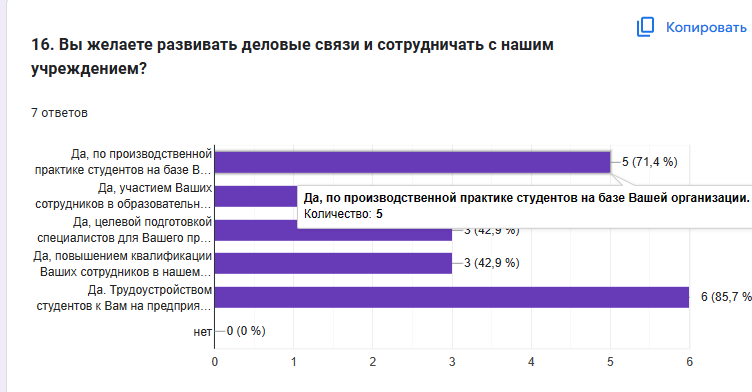 Копировать
16. Вы желаете развивать деловые связи и сотрудничать с нашим
учреждением?
7 ответов
Да, по производственной
практике студентов на базе В...
5 (71,4 %)
Да, участием Ваших
сотрудников в образовательн...
Да, по производственной практике студентов на базе Вашей организации.
Количество: 5
Да, целевой подготовкой
специалистов для Вашего пр...
3 (42,9 %)
Да, повышением квалификации
Ваших сотрудников в нашем...
3 (42,9 %)
Да. Трудоустройством
студентов к Вам на предприя...
6 (85,7 %
нет
0 (0 %)
0 1 2 3 4 5 6